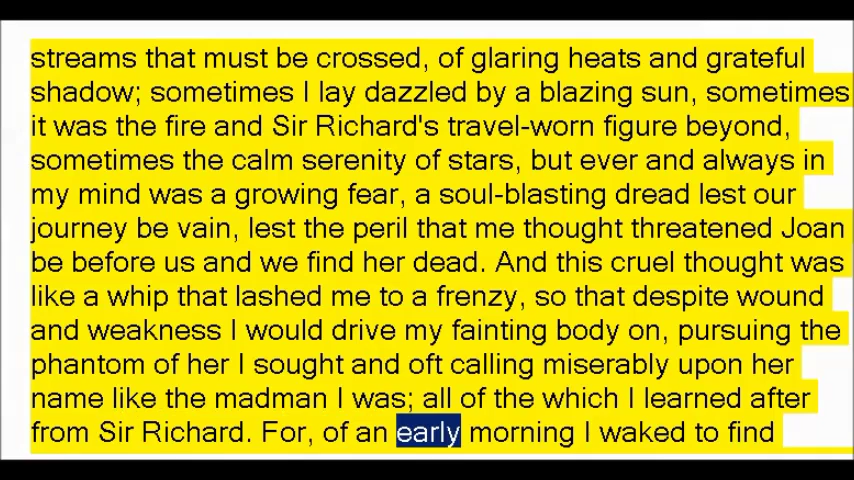 streams that must be crossed, of glaring heats and grateful
shadow; sometimes I lay dazzled by a blazing sun, sometimes
it was the fire and Sir Richard's travel-worn figure beyond,
sometimes the calm serenity of stars, but ever and always in
my mind was a growing fear, a soul-blasting dread lest our
journey be vain, lest the peril that me thought threatened Joan
be before us and we find her dead. And this cruel thought was
like a whip that lashed me to a frenzy, so that despite wound
and weakness I would drive my fainting body on, pursuing the
phantom of her I sought and oft calling miserably upon her
name like the madman I was; all of the which I learned after
from Sir Richard. For, of an early morning I waked to find